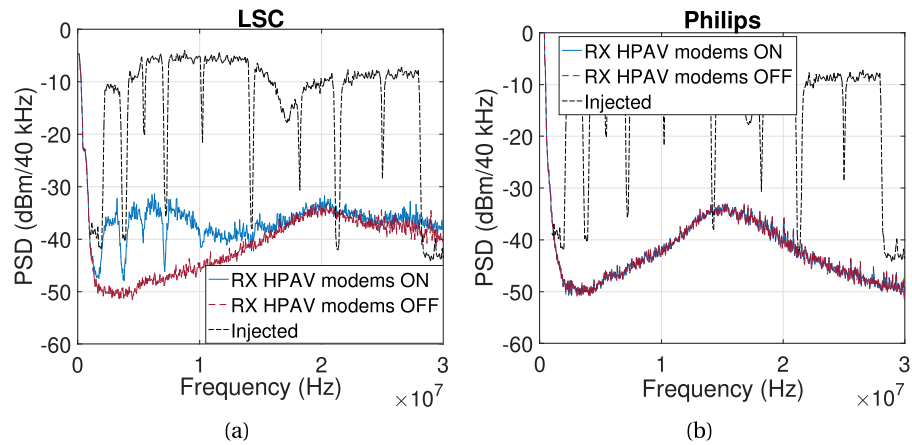 LSC
0
-10
-20
-30
-40
-50
-60
PSD (dBm/40 kHz)
RX HPAV modems ON
RX HPAV modems OFF
Injected
0 1 2 3
Frequency (Hz)
×10^7
(a)
Philips
0
-10
-20
-30
-40
-50
-60
PSD (dBm/40 kHz)
RX HPAV modems ON
RX HPAV modems OFF
Injected
0 1 2 3
Frequency (Hz)
×10^7
(b)